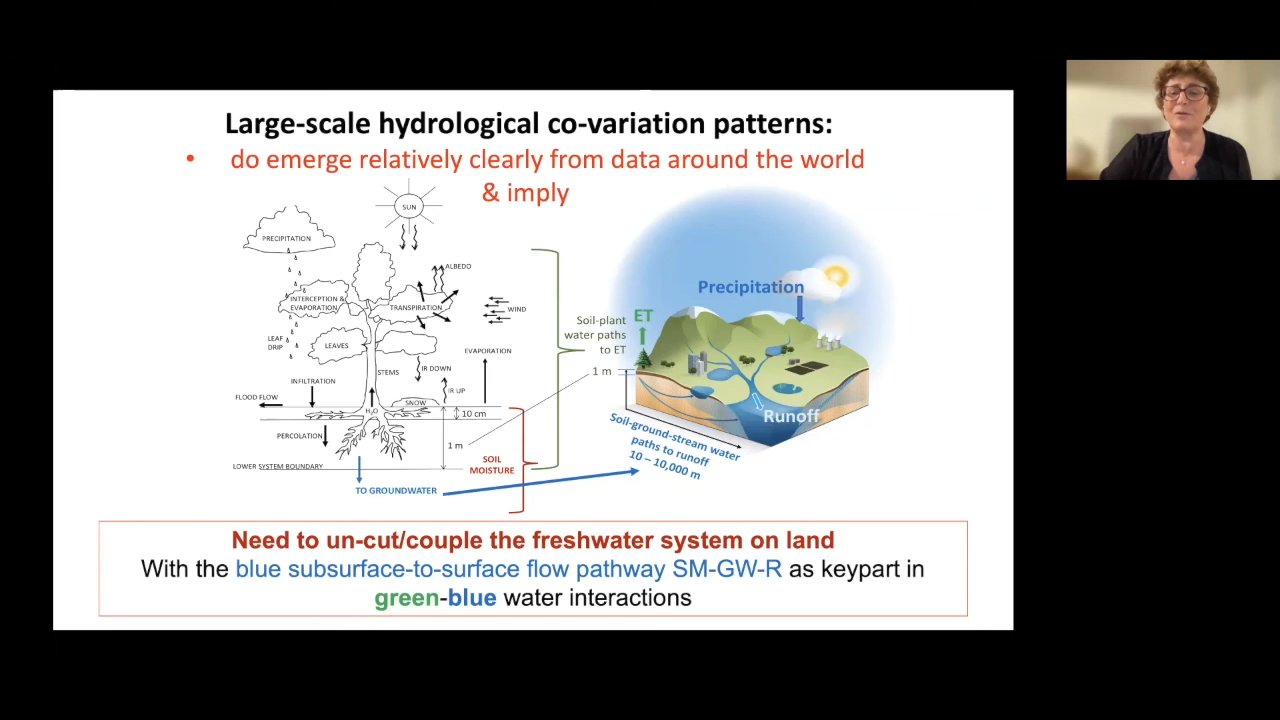 Large-scale hydrological co-variation patterns:
• do emerge relatively clearly from data around the world
& imply
SUN
PRECIPITATION
ALBEDO
INTERCEPTION &
EVAPORATION
TRANSPIRATION
WIND
LEAF
DRIP
LEAVES
EVAPORATION
STEMS
IR DOWN
INFILTRATION
IR UP
FLOOD FLOW
SNOW
H2O
10 cm
PERCOLATION
1 m
LOWER SYSTEM BOUNDARY
SOIL
MOISTURE
TO GROUNDWATER
Soil-plant
water paths
to ET
1 m
ET
Precipitation
Runoff
Soil-ground-stream water
paths to runoff
10 – 10,000 m
Need to un-cut/couple the freshwater system on land
With the blue subsurface-to-surface flow pathway SM-GW-R as keypart in
green-blue water interactions